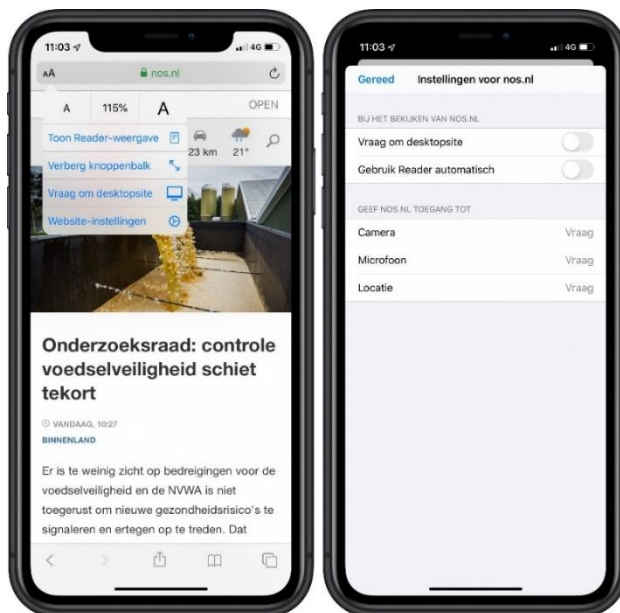 11:03
4G
AA
nos.nl
A
115%
A
OPEN
Toon Reader-weergave
Verberg knoppenbalk
Vraag om desktopsite
Website-instellingen
23 km
21°
Onderzoeksraad: controle
voedselveiligheid schiet
tekort
VANDAAG, 10:27
BINNENLAND
Er is te weinig zicht op bedreigingen voor de
voedselveiligheid en de NVWA is niet
toegerust om nieuwe gezondheidsrisico's te
signaleren en ertegen op te treden. Dat
11:03
4G
Gereed
Instellingen voor nos.nl
BIJ HET BEKIJKEN VAN NOS.NL
Vraag om desktopsite
Gebruik Reader automatisch
GEEF NOS.NL TOEGANG TOT
Camera Vraag
Microfoon Vraag
Locatie Vraag